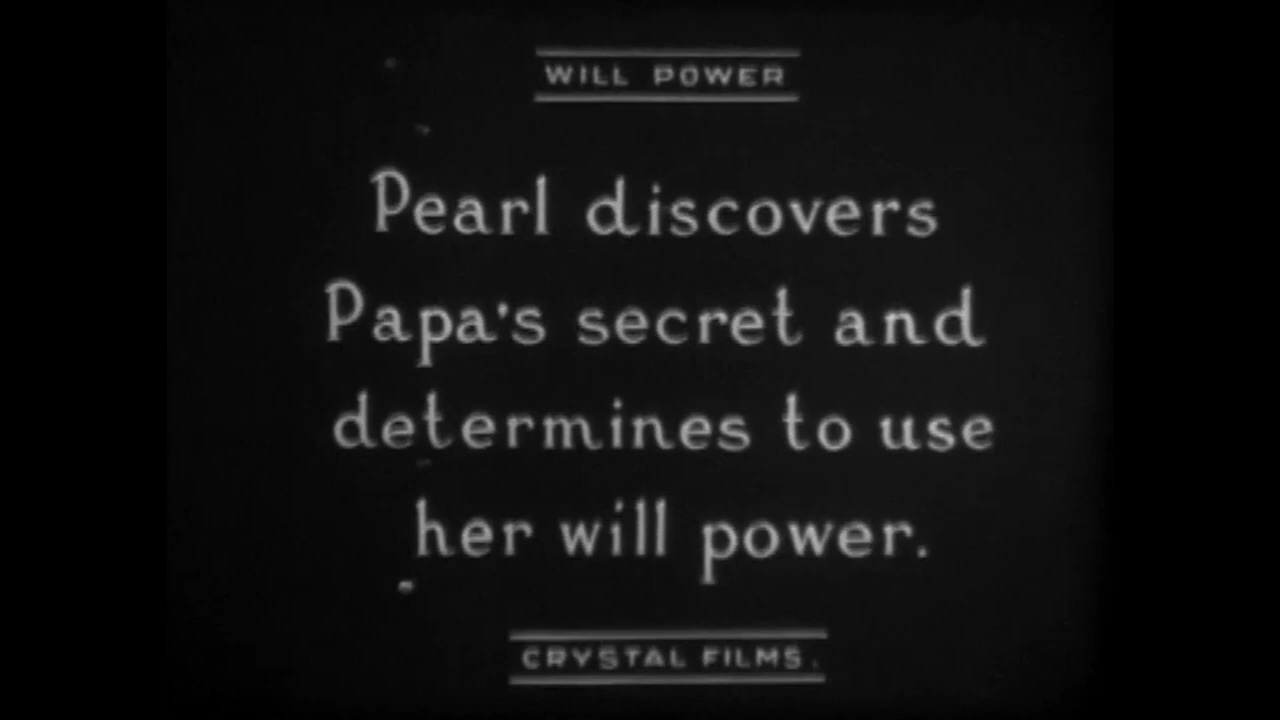 WILL POWER
Pearl discovers
Papa's secret and
determines to use
her will power.
CRYSTAL FILMS.